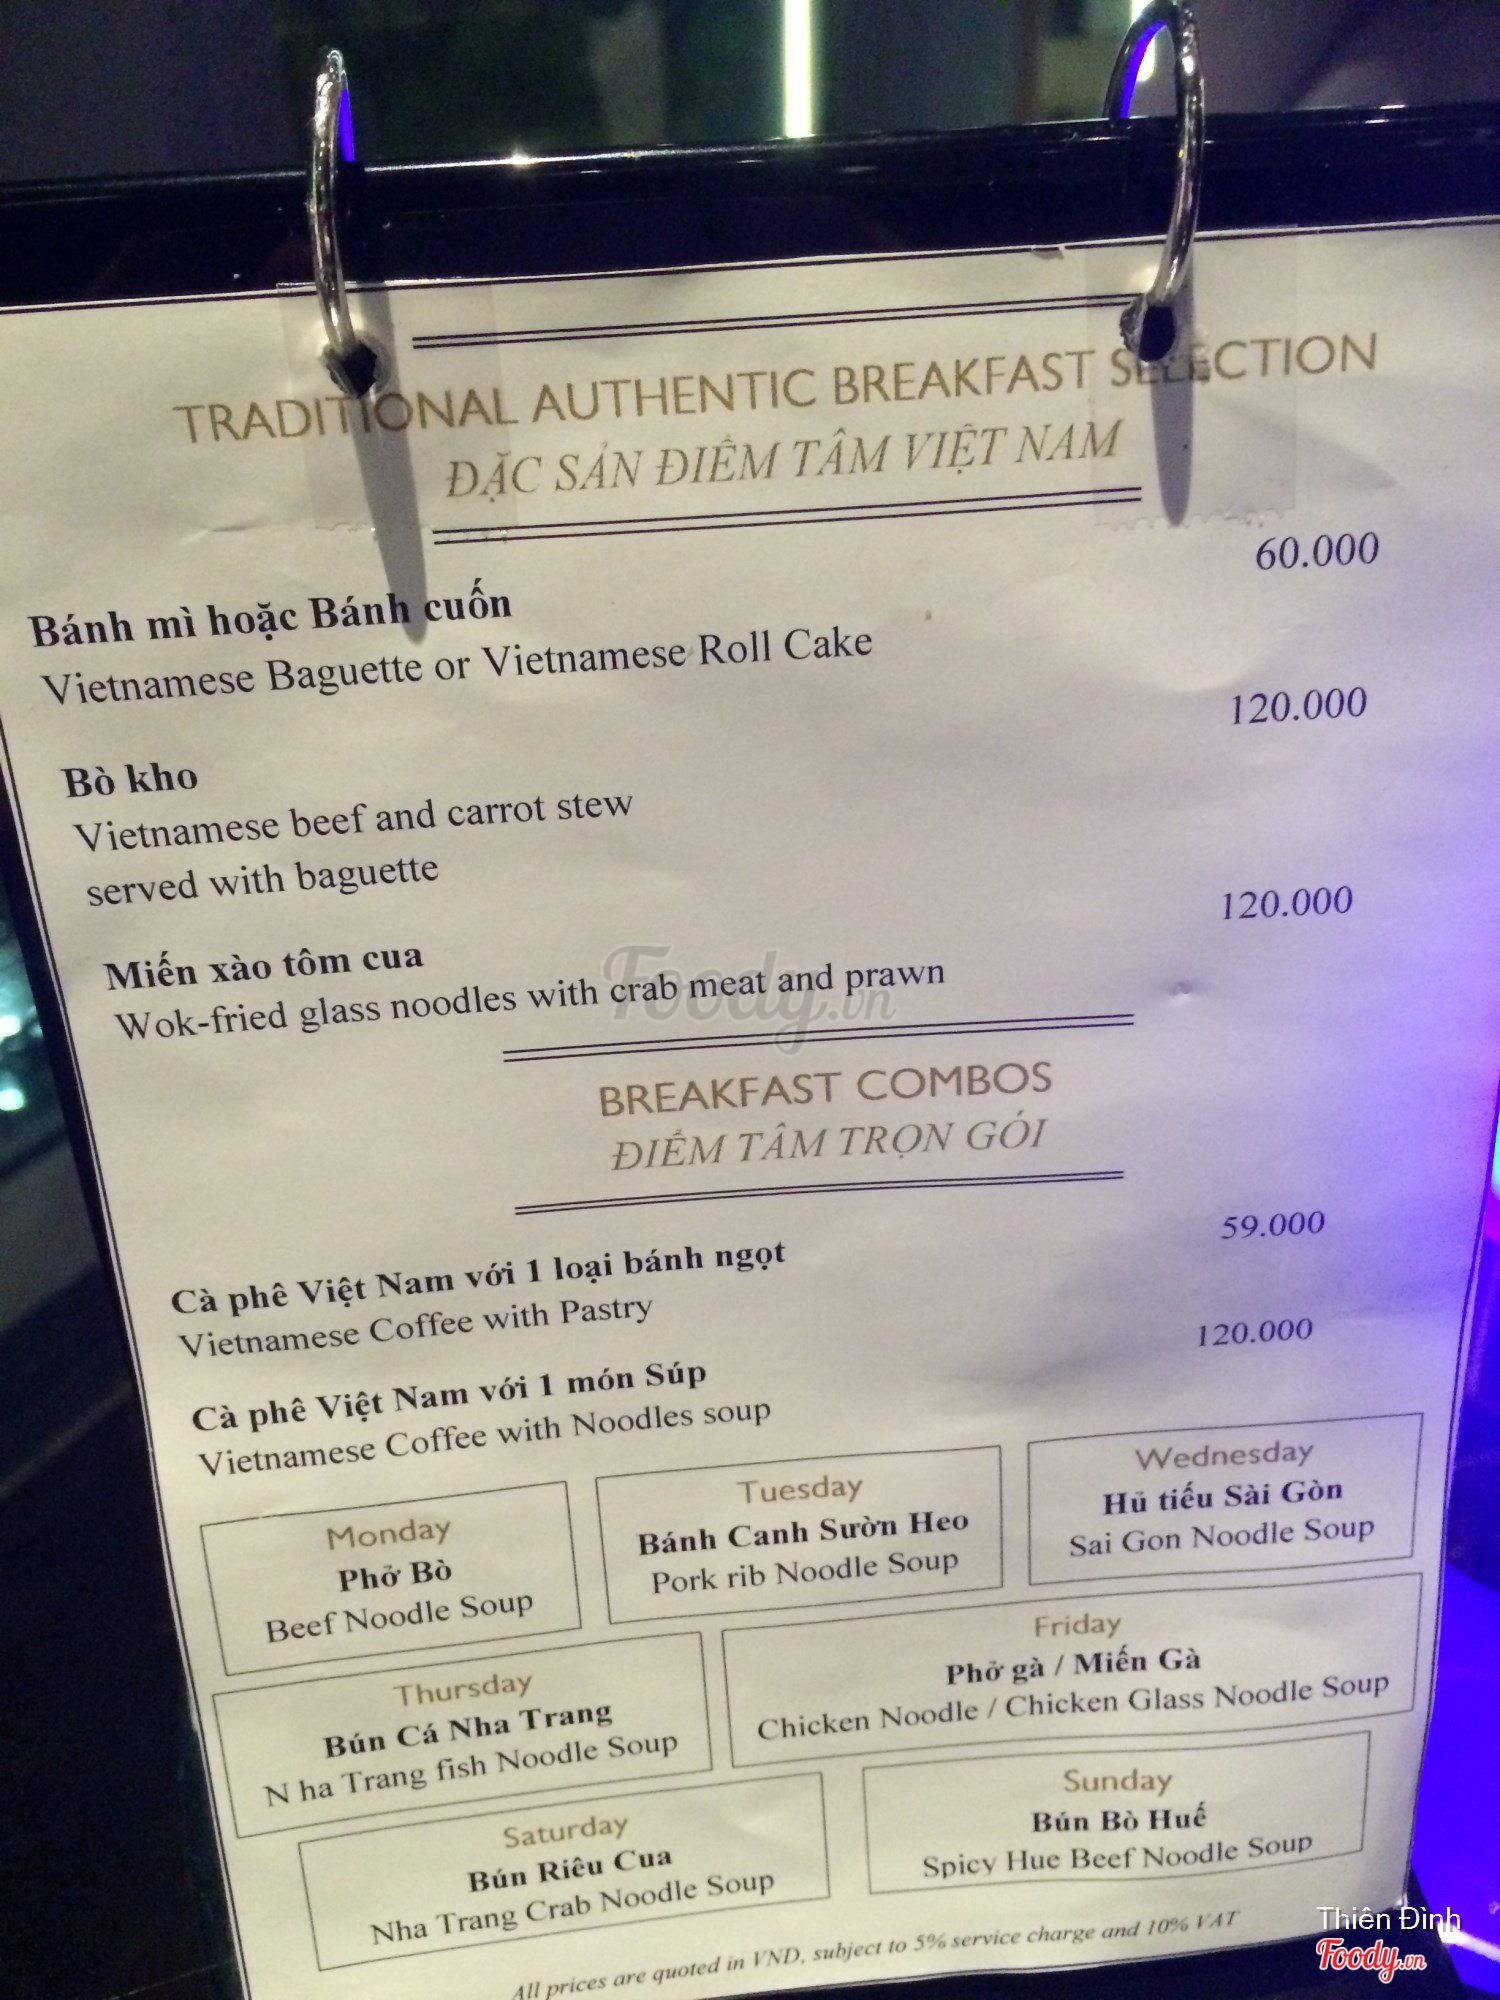 TRADITIONAL AUTHENTIC BREAKFAST SELECTION
ĐẶC SẢN ĐIỂM TÂM VIỆT NAM
60.000
Bánh mì hoặc Bánh cuốn
Vietnamese Baguette or Vietnamese Roll Cake
120.000
Bò kho
Vietnamese beef and carrot stew
served with baguette
120.000
Miến xào tôm cua
Wok-fried glass noodles with crab meat and prawn
Foody.vn
BREAKFAST COMBOS
ĐIỂM TÂM TRỌN GÓI
59.000
Cà phê Việt Nam với 1 loại bánh ngọt
Vietnamese Coffee with Pastry
120.000
Cà phê Việt Nam với 1 món Súp
Vietnamese Coffee with Noodles soup
Monday
Phở Bò
Beef Noodle Soup
Tuesday
Bánh Canh Sườn Heo
Pork rib Noodle Soup
Wednesday
Hủ tiếu Sài Gòn
Sai Gon Noodle Soup
Thursday
Bún Cá Nha Trang
N ha Trang fish Noodle Soup
Friday
Phở gà / Miến Gà
Chicken Noodle / Chicken Glass Noodle Soup
Saturday
Bún Riêu Cua
Nha Trang Crab Noodle Soup
Sunday
Bún Bò Huế
Spicy Hue Beef Noodle Soup
All prices are quoted in VND, subject to 5% service charge and 10% VAT
Thiên Đình
Foody.vn